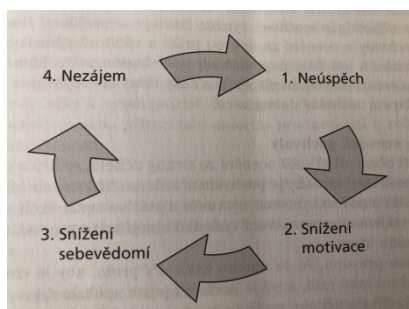 4. Nezájem
1. Neúspěch
2. Snížení
motivace
3. Snížení
sebevědomí